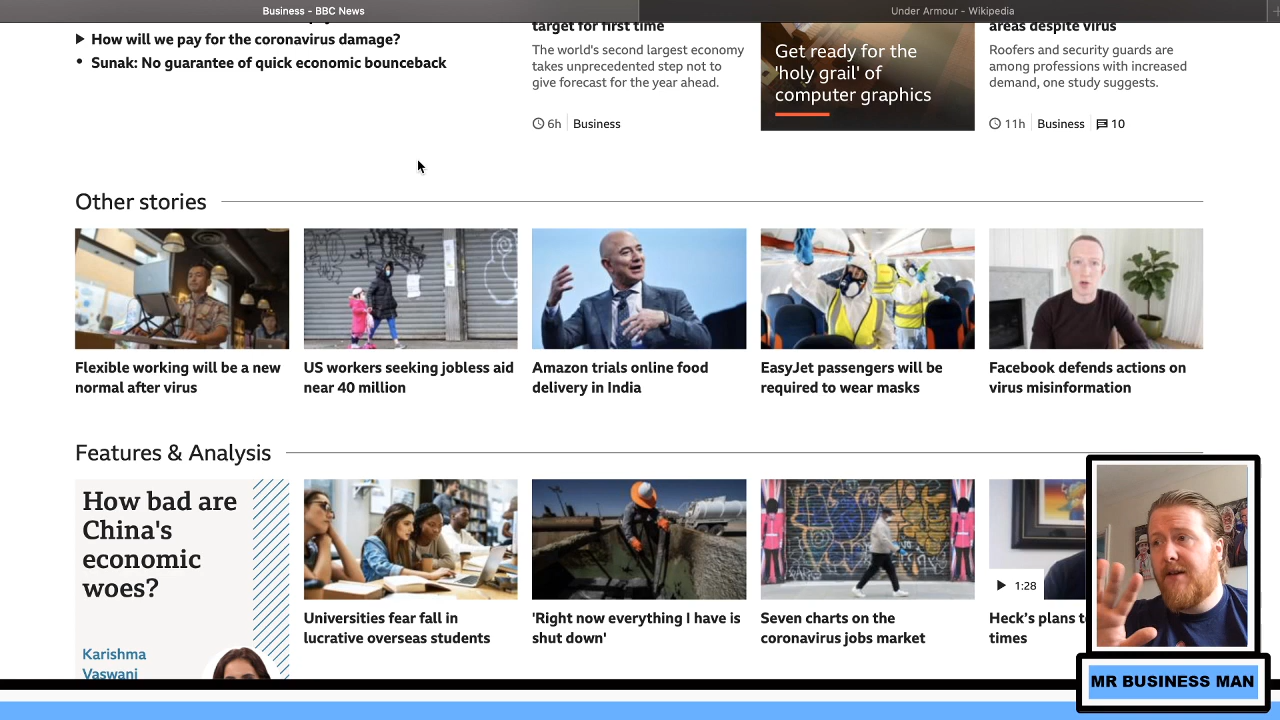 Business – BBC News
Under Armour – Wikipedia
How will we pay for the coronavirus damage?
Sunak: No guarantee of quick economic bounceback
target for first time
The world's second largest economy
takes unprecedented step not to
give forecast for the year ahead.
6h
Business
Get ready for the
'holy grail' of
computer graphics
areas despite virus
Roofers and security guards are
among professions with increased
demand, one study suggests.
11h
Business
10
Other stories
Flexible working will be a new
normal after virus
US workers seeking jobless aid
near 40 million
Amazon trials online food
delivery in India
EasyJet passengers will be
required to wear masks
Facebook defends actions on
virus misinformation
Features & Analysis
How bad are
China's
economic
woes?
Karishma
Vaswani
Universities fear fall in
lucrative overseas students
'Right now everything I have is
shut down'
Seven charts on the
coronavirus jobs market
1:28
Heck's plans
times
MR BUSINESS MAN